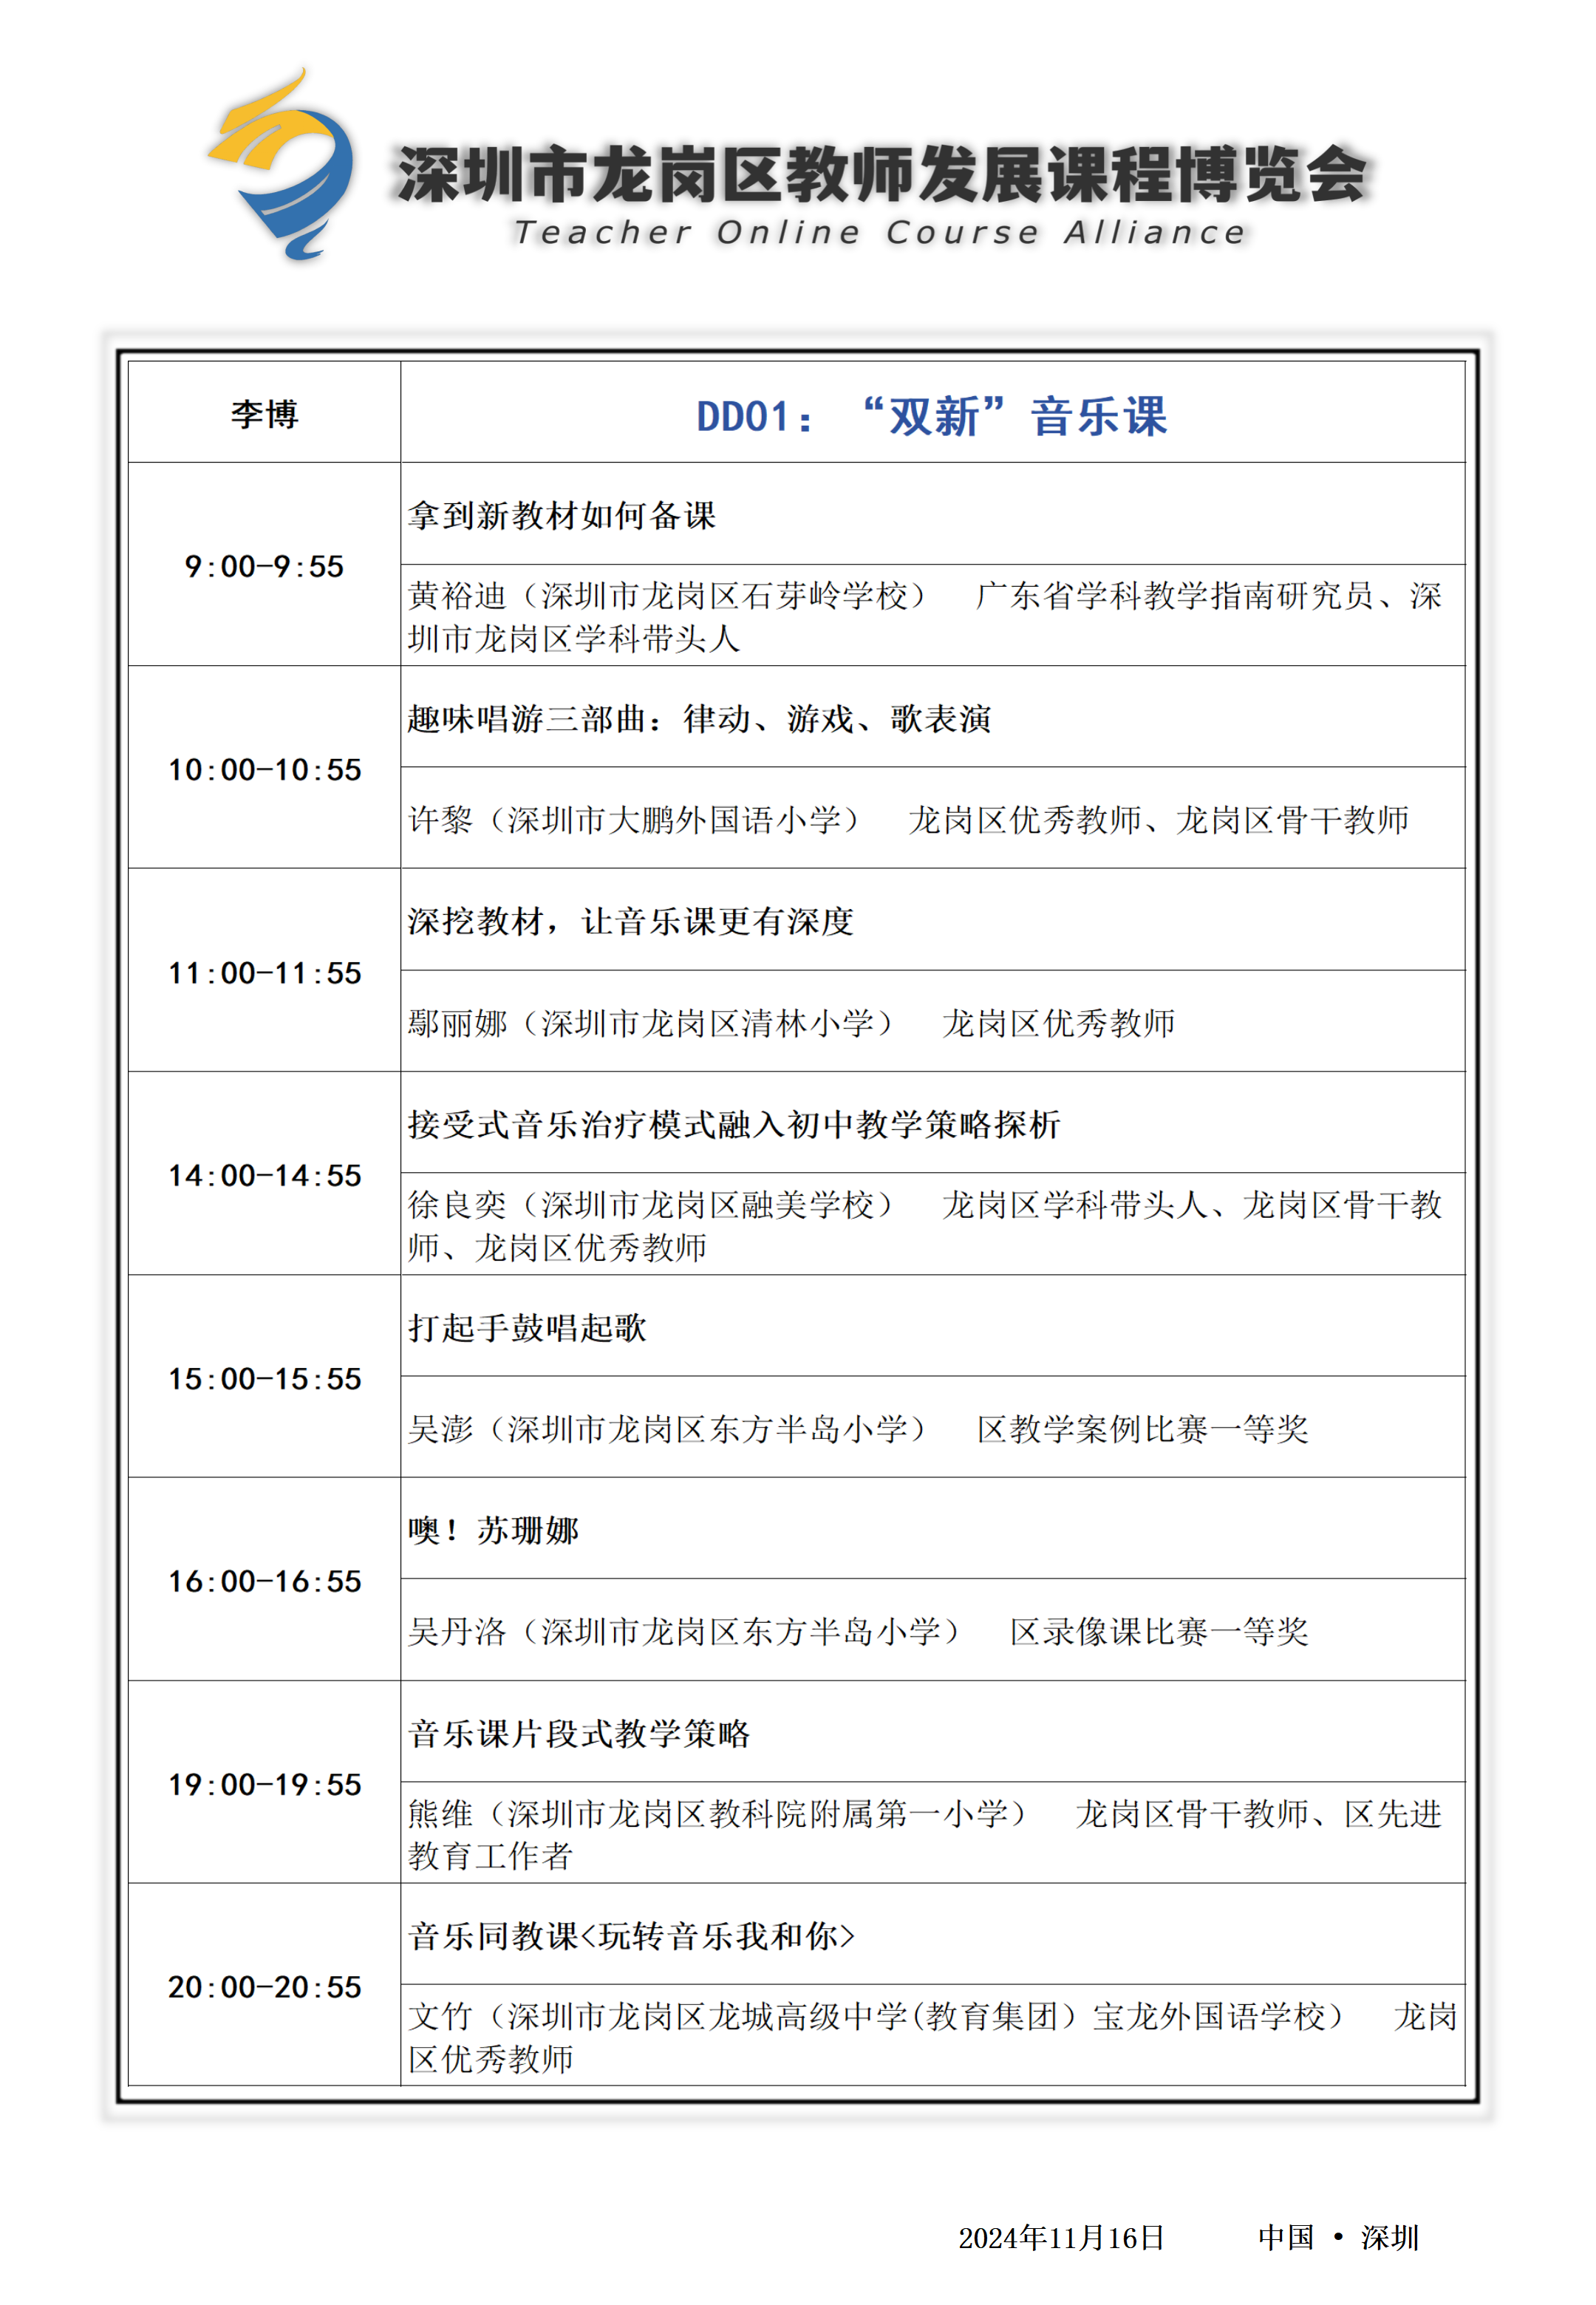 深圳市龙岗区教师发展课程博览会
Teacher Online Course Alliance
李博
DD01：“双新”音乐课
9:00-9:55
拿到新教材如何备课
黄裕迪（深圳市龙岗区石芽岭学校） 广东省学科教学指南研究员、深
圳市龙岗区学科带头人
10:00-10:55
趣味唱游三部曲：律动、游戏、歌表演
许黎（深圳市大鹏外国语小学） 龙岗区优秀教师、龙岗区骨干教师
11:00-11:55
深挖教材，让音乐课更有深度
鄢丽娜（深圳市龙岗区清林小学） 龙岗区优秀教师
14:00-14:55
接受式音乐治疗模式融入初中教学策略探析
徐良奕（深圳市龙岗区融美学校） 龙岗区学科带头人、龙岗区骨干教
师、龙岗区优秀教师
15:00-15:55
打起手鼓唱起歌
吴澎（深圳市龙岗区东方半岛小学） 区教学案例比赛一等奖
16:00-16:55
噢！苏珊娜
吴丹洛（深圳市龙岗区东方半岛小学） 区录像课比赛一等奖
19:00-19:55
音乐课片段式教学策略
熊维（深圳市龙岗区教科院附属第一小学） 龙岗区骨干教师、区先进
教育工作者
20:00-20:55
音乐同教课<玩转音乐我和你>
文竹（深圳市龙岗区龙城高级中学(教育集团）宝龙外国语学校） 龙岗
区优秀教师
2024年11月16日 中国 • 深圳